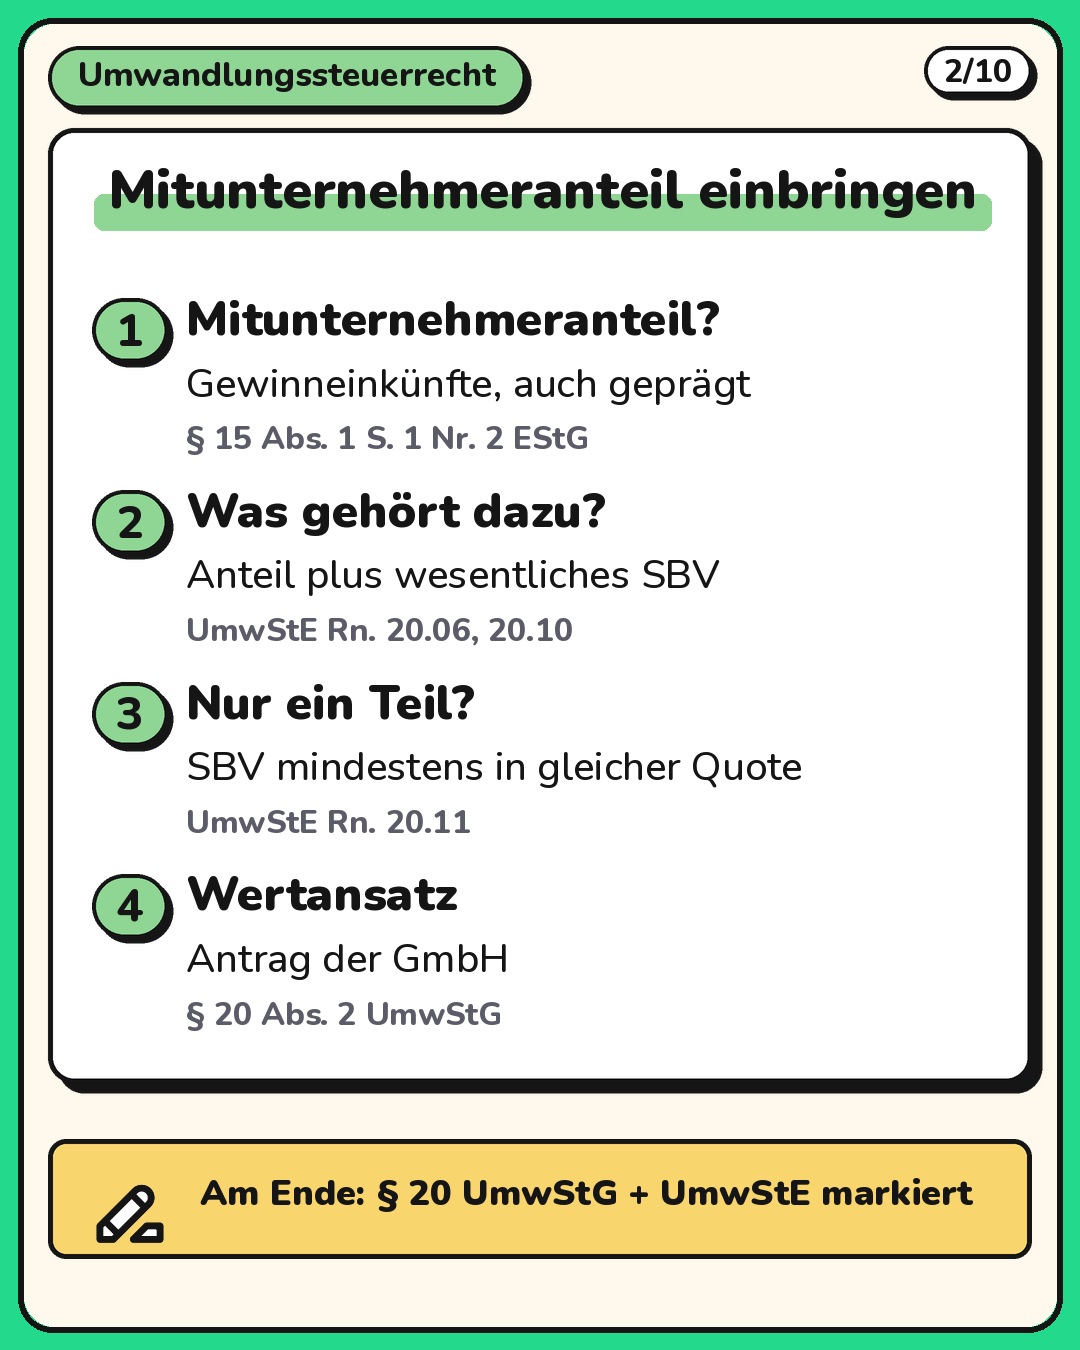 Umwandlungssteuerrecht
2/10
Mitunternehmeranteil einbringen
1 Mitunternehmeranteil?
Gewinneinkünfte, auch geprägt
§ 15 Abs. 1 S. 1 Nr. 2 EStG
2 Was gehört dazu?
Anteil plus wesentliches SBV
UmwStE Rn. 20.06, 20.10
3 Nur ein Teil?
SBV mindestens in gleicher Quote
UmwStE Rn. 20.11
4 Wertansatz
Antrag der GmbH
§ 20 Abs. 2 UmwStG
Am Ende: § 20 UmwStG + UmwStE markiert